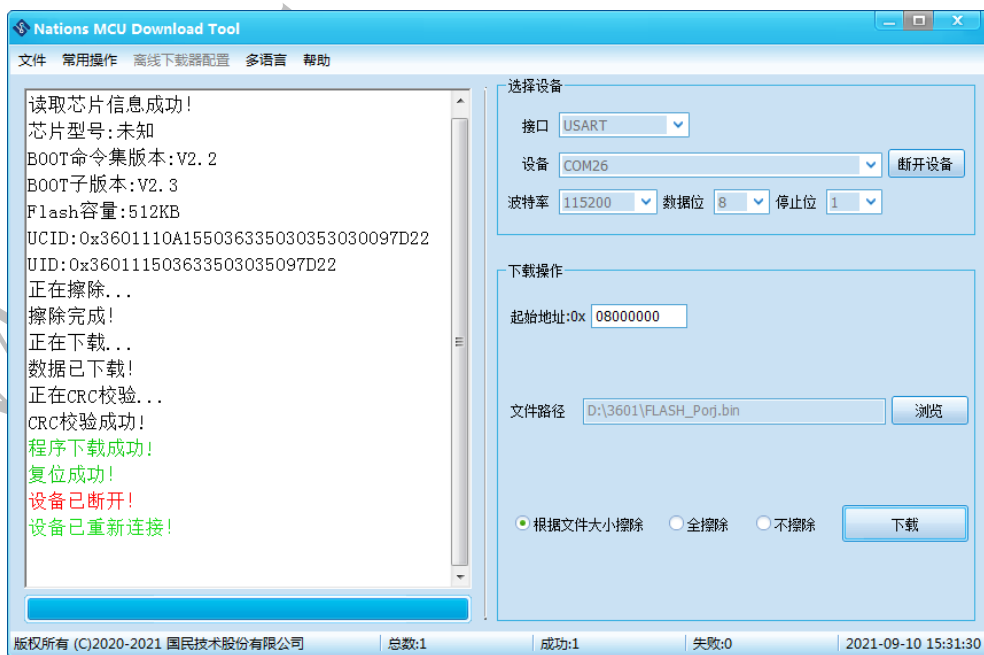 Nations MCU Download Tool
文件 常用操作 离线下载器配置 多语言 帮助
读取芯片信息成功!
芯片型号:未知
BOOT命令集版本:V2.2
BOOT子版本:V2.3
Flash容量:512KB
UCID:0x3601110A155036335030353030097D22
UID:0x360111503633503035097D22
正在擦除...
擦除完成!
正在下载...
数据已下载!
正在CRC校验...
CRC校验成功!
程序下载成功!
复位成功!
设备已断开!
设备已重新连接!
选择设备
接口 USART
设备 COM26 断开设备
波特率 115200 数据位 8 停止位 1
下载操作
起始地址:0x 08000000
文件路径 D:\3601\FLASH_Porj.bin 浏览
根据文件大小擦除 全擦除 不擦除 下载
版权所有 (C)2020-2021 国民技术股份有限公司 总数:1 成功:1 失败:0 2021-09-10 15:31:30